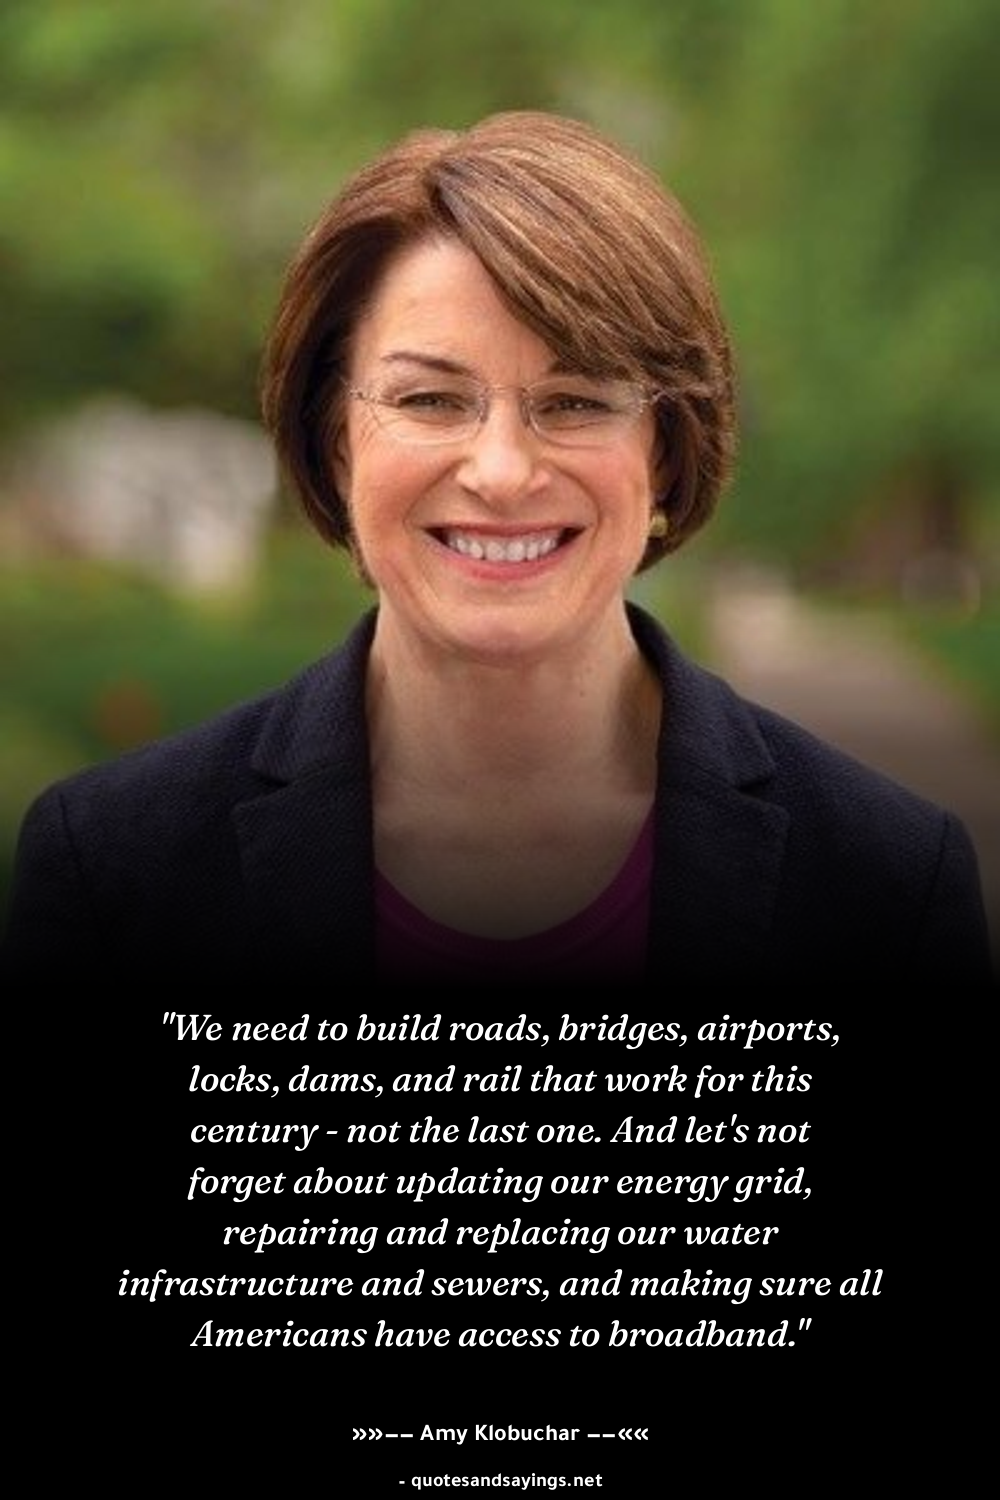 "We need to build roads, bridges, airports,
locks, dams, and rail that work for this
century - not the last one. And let's not
forget about updating our energy grid,
repairing and replacing our water
infrastructure and sewers, and making sure all
Americans have access to broadband."
»»−− Amy Klobuchar −−««
- quotesandsayings.net